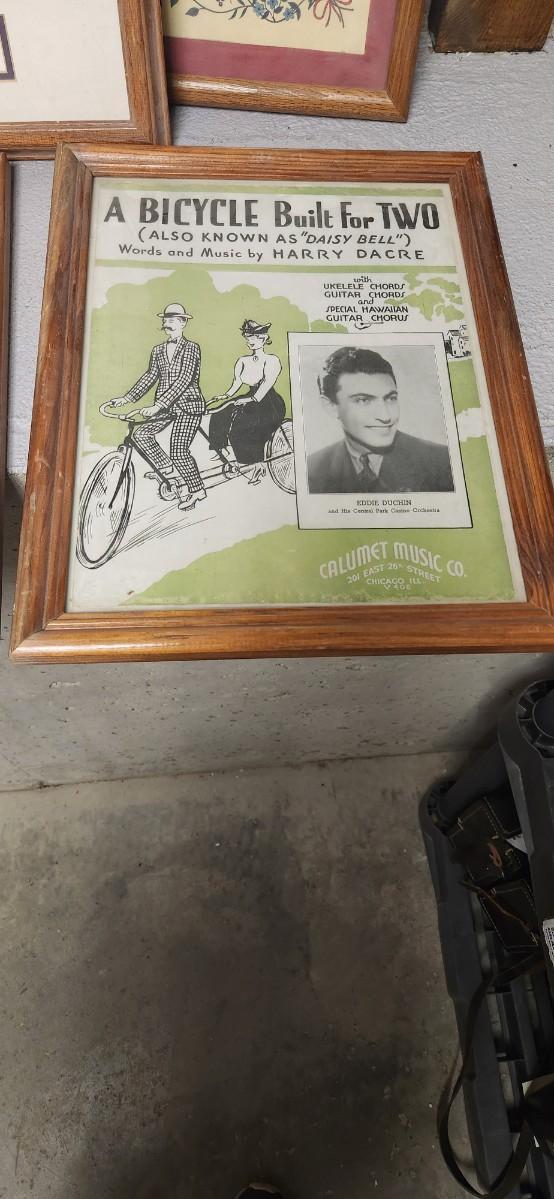 A BICYCLE Built For TWO
(ALSO KNOWN AS "DAISY BELL")
Words and Music by HARRY DACRE
with
UKELELE CHORDS
GUITAR CHORDS
and
SPECIAL HAWAIIAN
GUITAR CHORUS
EDDIE DUCHIN
and His Central Park Casino Orchestra
CALUMET MUSIC CO.
201 EAST 26TH STREET
CHICAGO ILL.
V 406